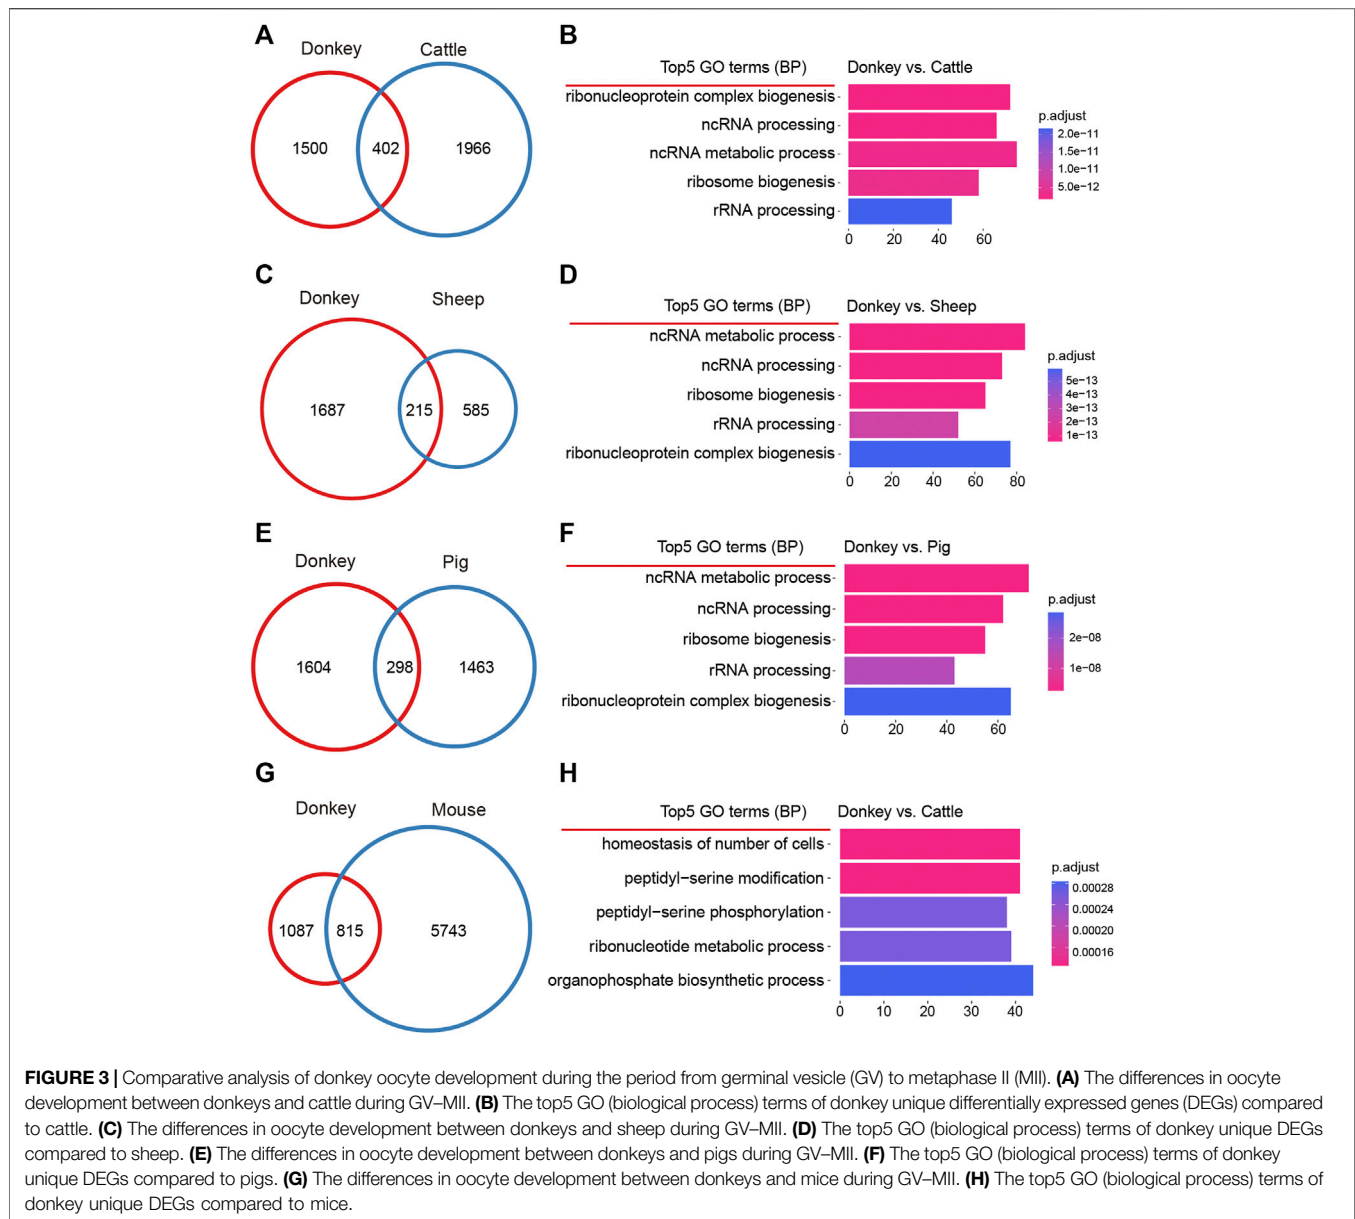 A
Donkey
Cattle
1500
402
1966
B
Top5 GO terms (BP)
Donkey vs. Cattle
ribonucleoprotein complex biogenesis
ncRNA processing
ncRNA metabolic process
ribosome biogenesis
rRNA processing
0 20 40 60
p.adjust
2.0e−11
1.5e−11
1.0e−11
5.0e−12
C
Donkey
Sheep
1687
215
585
D
Top5 GO terms (BP)
Donkey vs. Sheep
ncRNA metabolic process
ncRNA processing
ribosome biogenesis
rRNA processing
ribonucleoprotein complex biogenesis
0 20 40 60 80
p.adjust
5e−13
4e−13
3e−13
2e−13
1e−13
E
Donkey
Pig
1604
298
1463
F
Top5 GO terms (BP)
Donkey vs. Pig
ncRNA metabolic process
ncRNA processing
ribosome biogenesis
rRNA processing
ribonucleoprotein complex biogenesis
0 20 40 60
p.adjust
2e−08
1e−08
G
Donkey
Mouse
1087
815
5743
H
Top5 GO terms (BP)
Donkey vs. Cattle
homeostasis of number of cells
peptidyl−serine modification
peptidyl−serine phosphorylation
ribonucleotide metabolic process
organophosphate biosynthetic process
0 10 20 30 40
p.adjust
0.00028
0.00024
0.00020
0.00016
FIGURE 3 | Comparative analysis of donkey oocyte development during the period from germinal vesicle (GV) to metaphase II (MII). (A) The differences in oocyte
development between donkeys and cattle during GV–MII. (B) The top5 GO (biological process) terms of donkey unique differentially expressed genes (DEGs) compared
to cattle. (C) The differences in oocyte development between donkeys and sheep during GV–MII. (D) The top5 GO (biological process) terms of donkey unique DEGs
compared to sheep. (E) The differences in oocyte development between donkeys and pigs during GV–MII. (F) The top5 GO (biological process) terms of donkey
unique DEGs compared to pigs. (G) The differences in oocyte development between donkeys and mice during GV–MII. (H) The top5 GO (biological process) terms of
donkey unique DEGs compared to mice.